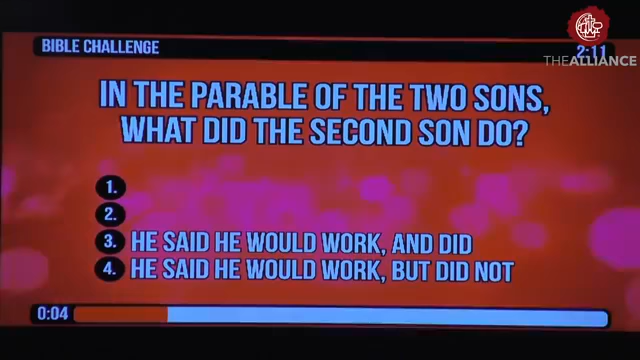 BIBLE CHALLENGE
2:11
THEALLIANCE
IN THE PARABLE OF THE TWO SONS,
WHAT DID THE SECOND SON DO?
1.
2.
3. HE SAID HE WOULD WORK, AND DID
4. HE SAID HE WOULD WORK, BUT DID NOT
0:04